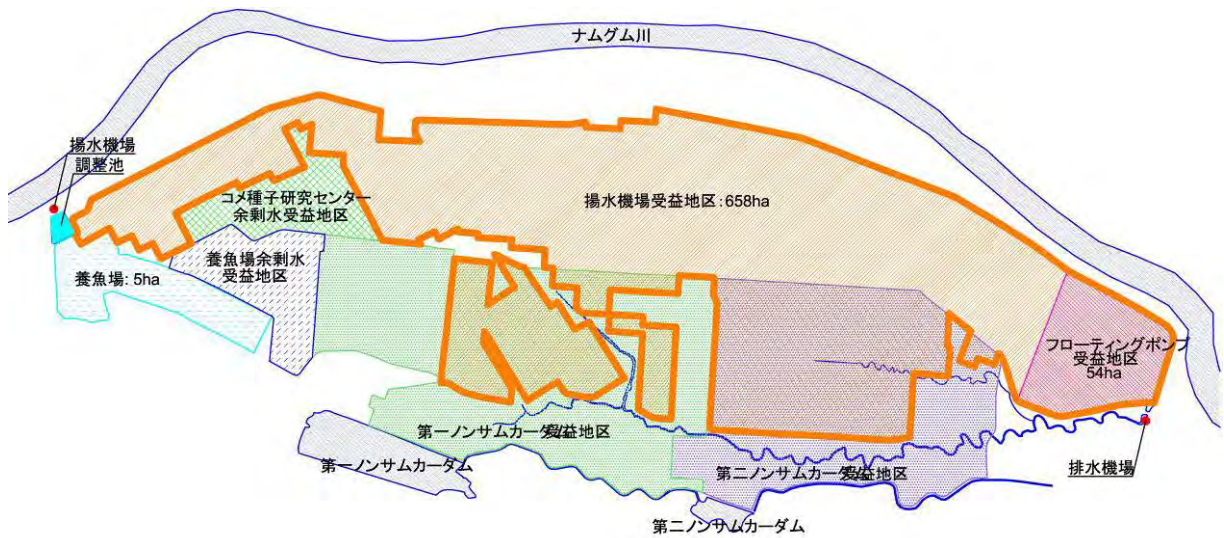 ナムグム川
揚水機場
調整池
コメ種子研究センター
余剰水受益地区
揚水機場受益地区:658ha
養魚場余剰水
受益地区
養魚場: 5ha
フローティングポンプ
受益地区
54ha
第一ノンサムカーダム受益地区
第一ノンサムカーダム
第二ノンサムカーダム受益地区
排水機場
第二ノンサムカーダム